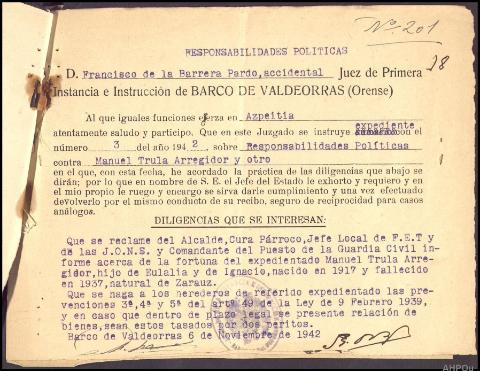 Nº-201
RESPONSABILIDADES POLITICAS
18
D. Francisco de la Barrera Pardo,accidental Juez de Primera
Instancia e Instrucción de BARCO DE VALDEORRAS (Orense)
Al que iguales funciones ejerza en Azpeitia
atentamente saludo y participo. Que en este Juzgado se instruye expediente con el
número 3 del año 1942, sobre Responsabilidades Políticas
contra Manuel Trula Arregidor y otro
en el que, con esta fecha, he acordado la práctica de las diligencias que abajo se
dirán; por lo que en nombre de S. E. el Jefe del Estado le exhorto y requiero y en
el mio propio le ruego y encargo se sirva darle cumplimiento y una vez efectuado
devolverlo por el mismo conducto de su recibo, seguro de reciprocidad para casos
análogos.
DILIGENCIAS QUE SE INTERESAN:
Que se reclame del Alcalde,Cura Párroco,Jefe Local de F.E.T y
de las J.O.N.S. y Comandante del Puesto de la Guardia Civil in-
forme acerca de la fortuna del expedientado Manuel Trula Arre-
gidor,hijo de Eulalia y de Ignacio,nacido en 1917 y fallecido
en 1937,natural de Zarauz.
Que se haga a los herederos de referido expedientado las pre-
venciones 3ª,4ª y 5ª del artº 49 de la Ley de 9 Febrero 1939,
y en caso que dentro de plazo legal se presente relación de
bienes,sean estos tasados por dos peritos.
Barco de Valdeorras 6 de Noviembre de 1942
AHPOu